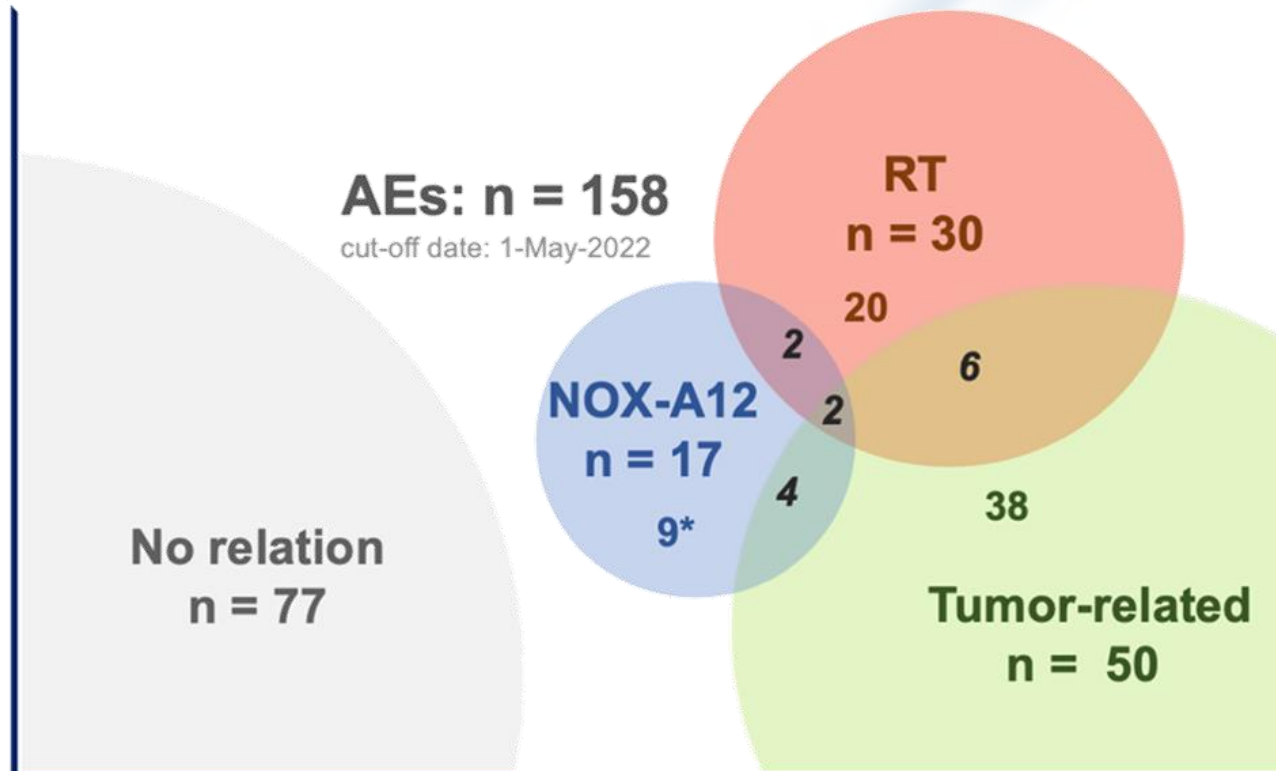 AEs: n = 158
cut-off date: 1-May-2022
RT
n = 30
20
2
6
2
NOX-A12
n = 17
4
9*
38
No relation
n = 77
Tumor-related
n = 50